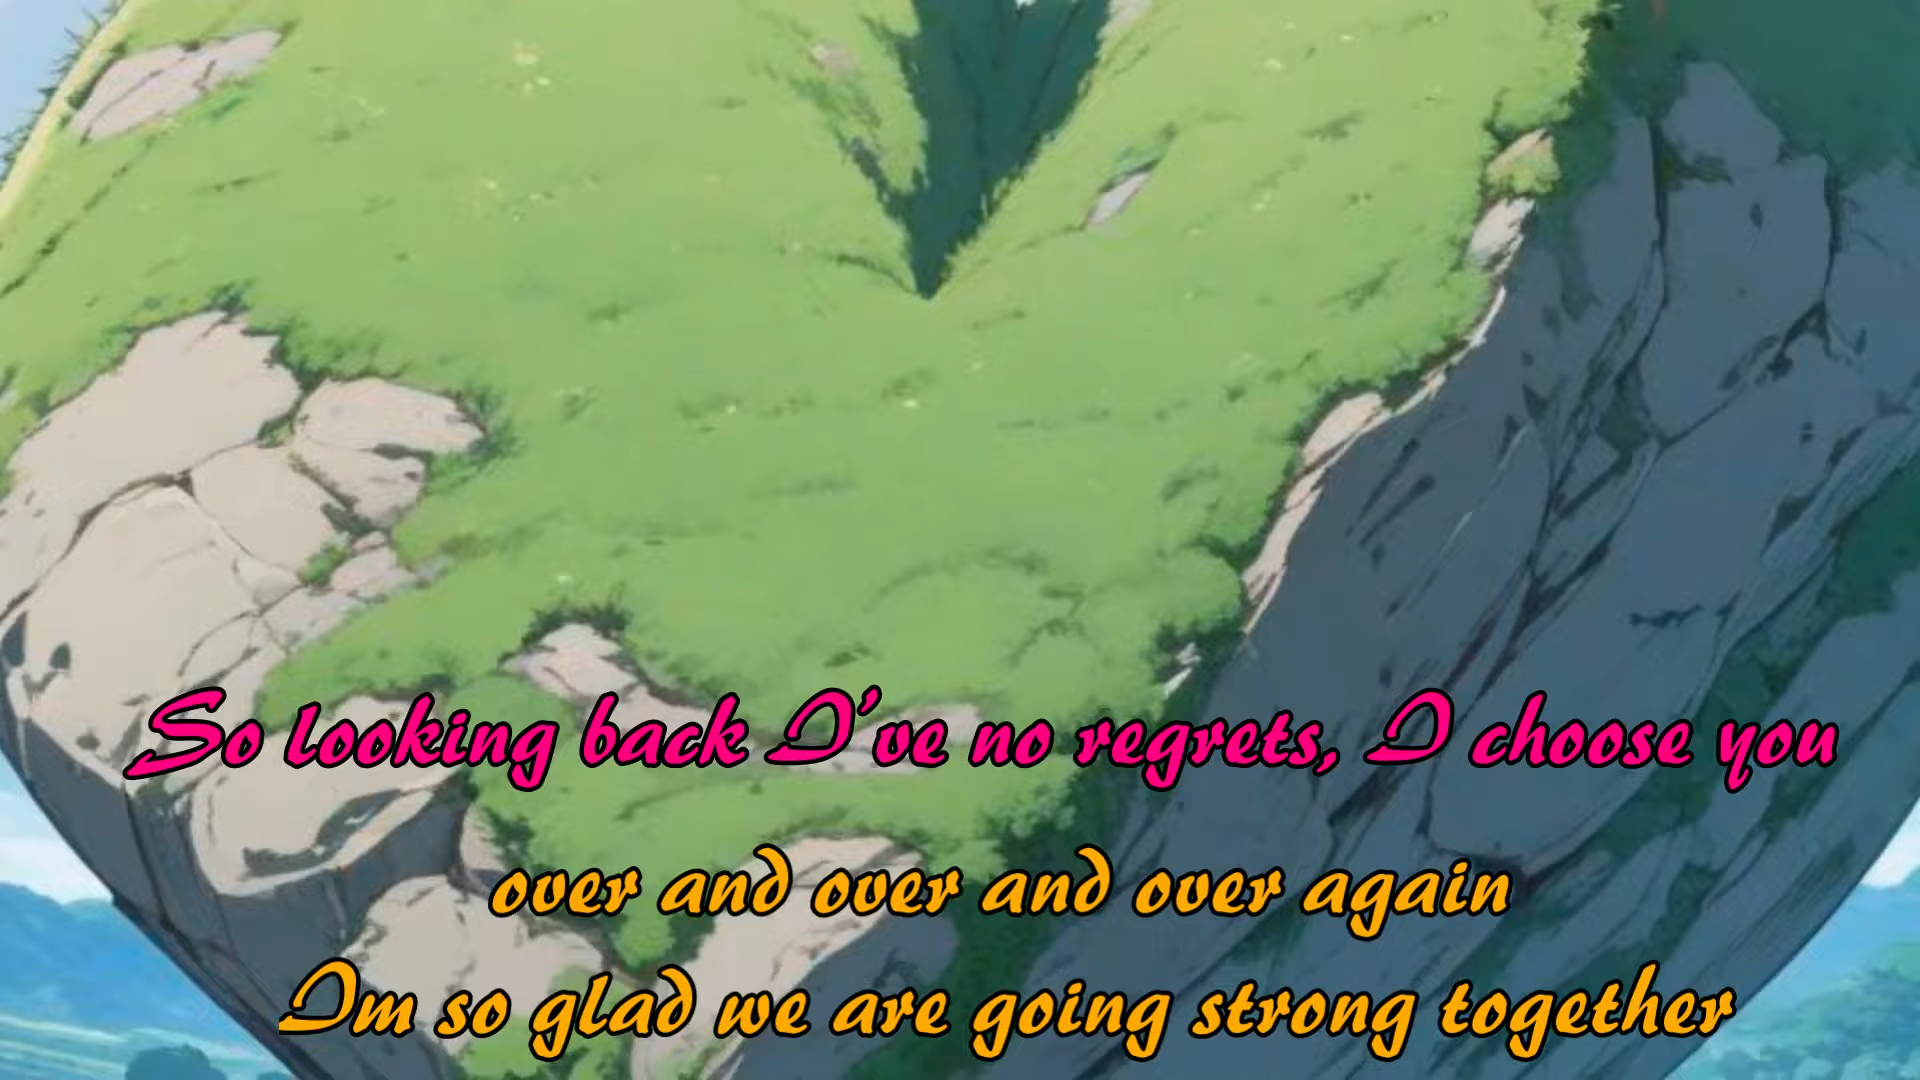 So looking back I've no regrets, I choose you
over and over and over again
Im so glad we are going strong together